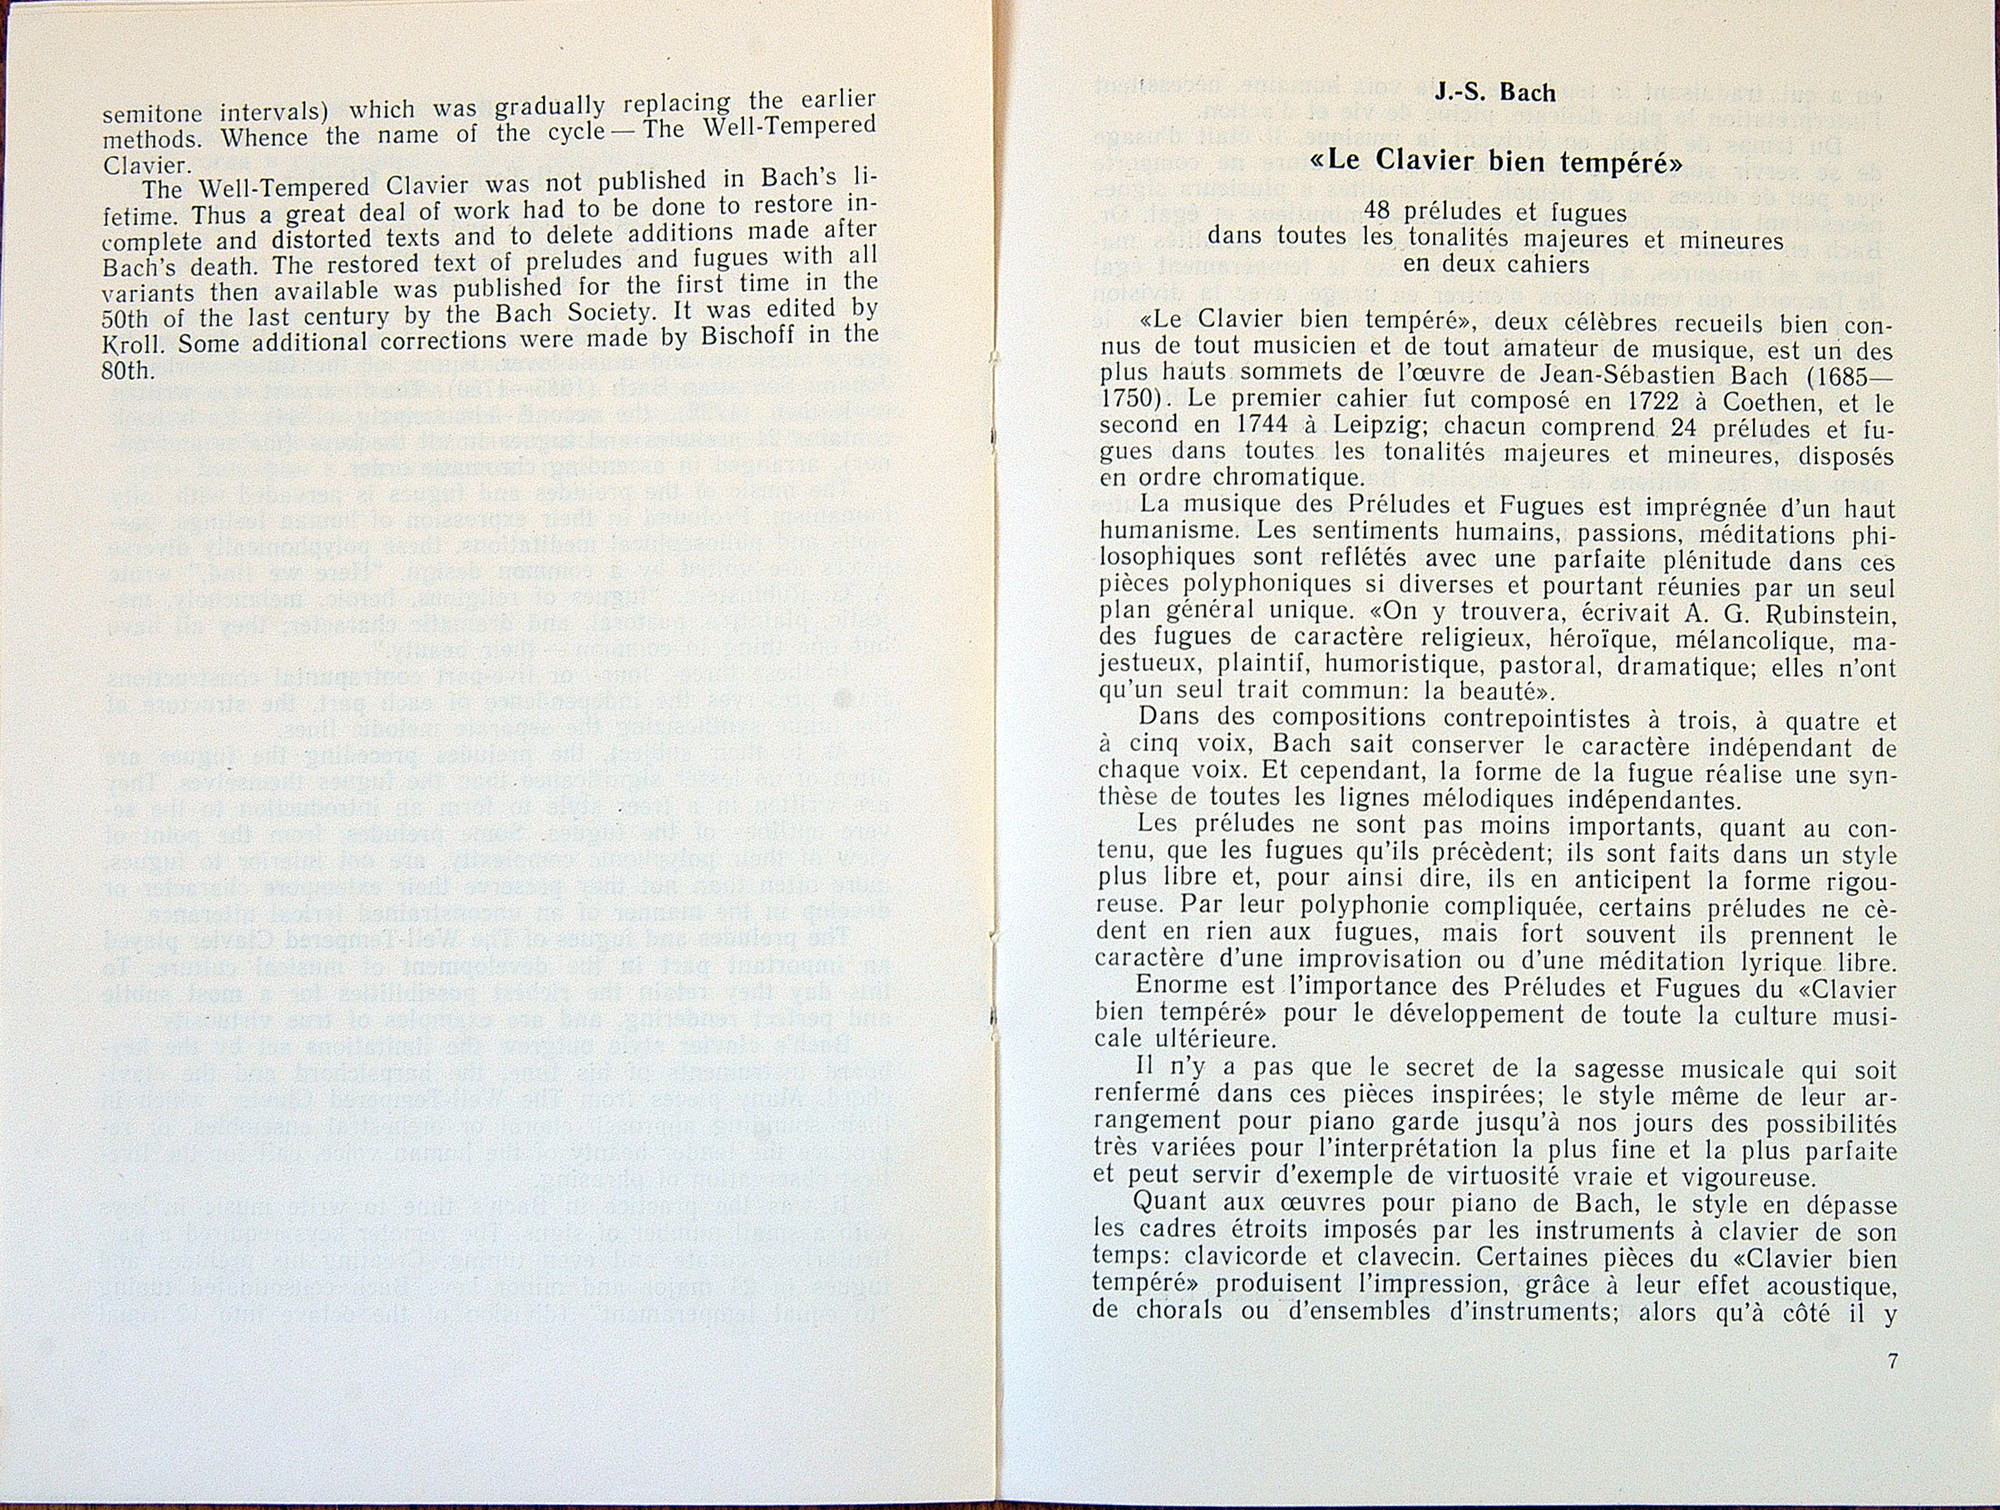 semitone intervals) which was gradually replacing the earlier
methods. Whence the name of the cycle — The Well-Tempered
Clavier.
The Well-Tempered Clavier was not published in Bach's li-
fetime. Thus a great deal of work had to be done to restore in-
complete and distorted texts and to delete additions made after
Bach's death. The restored text of preludes and fugues with all
variants then available was published for the first time in the
50th of the last century by the Bach Society. It was edited by
Kroll. Some additional corrections were made by Bischoff in the
80th.
J.-S. Bach
«Le Clavier bien tempéré»
48 préludes et fugues
dans toutes les tonalités majeures et mineures
en deux cahiers
«Le Clavier bien tempéré», deux célèbres recueils bien con-
nus de tout musicien et de tout amateur de musique, est un des
plus hauts sommets de l'œuvre de Jean-Sébastien Bach (1685—
1750). Le premier cahier fut composé en 1722 à Coethen, et le
second en 1744 à Leipzig; chacun comprend 24 préludes et fu-
gues dans toutes les tonalités majeures et mineures, disposés
en ordre chromatique.
La musique des Préludes et Fugues est imprégnée d'un haut
humanisme. Les sentiments humains, passions, méditations phi-
losophiques sont reflétés avec une parfaite plénitude dans ces
pièces polyphoniques si diverses et pourtant réunies par un seul
plan général unique. «On y trouvera, écrivait A. G. Rubinstein,
des fugues de caractère religieux, héroïque, mélancolique, ma-
jestueux, plaintif, humoristique, pastoral, dramatique; elles n'ont
qu'un seul trait commun: la beauté».
Dans des compositions contrepointistes à trois, à quatre et
à cinq voix, Bach sait conserver le caractère indépendant de
chaque voix. Et cependant, la forme de la fugue réalise une syn-
thèse de toutes les lignes mélodiques indépendantes.
Les préludes ne sont pas moins importants, quant au con-
tenu, que les fugues qu'ils précèdent; ils sont faits dans un style
plus libre et, pour ainsi dire, ils en anticipent la forme rigou-
reuse. Par leur polyphonie compliquée, certains préludes ne cè-
dent en rien aux fugues, mais fort souvent ils prennent le
caractère d'une improvisation ou d'une méditation lyrique libre.
Enorme est l'importance des Préludes et Fugues du «Clavier
bien tempéré» pour le développement de toute la culture musi-
cale ultérieure.
Il n'y a pas que le secret de la sagesse musicale qui soit
renfermé dans ces pièces inspirées; le style même de leur ar-
rangement pour piano garde jusqu'à nos jours des possibilités
très variées pour l'interprétation la plus fine et la plus parfaite
et peut servir d'exemple de virtuosité vraie et vigoureuse.
Quant aux œuvres pour piano de Bach, le style en dépasse
les cadres étroits imposés par les instruments à clavier de son
temps: clavicorde et clavecin. Certaines pièces du «Clavier bien
tempéré» produisent l'impression, grâce à leur effet acoustique,
de chorals ou d'ensembles d'instruments; alors qu'à côté il y
7